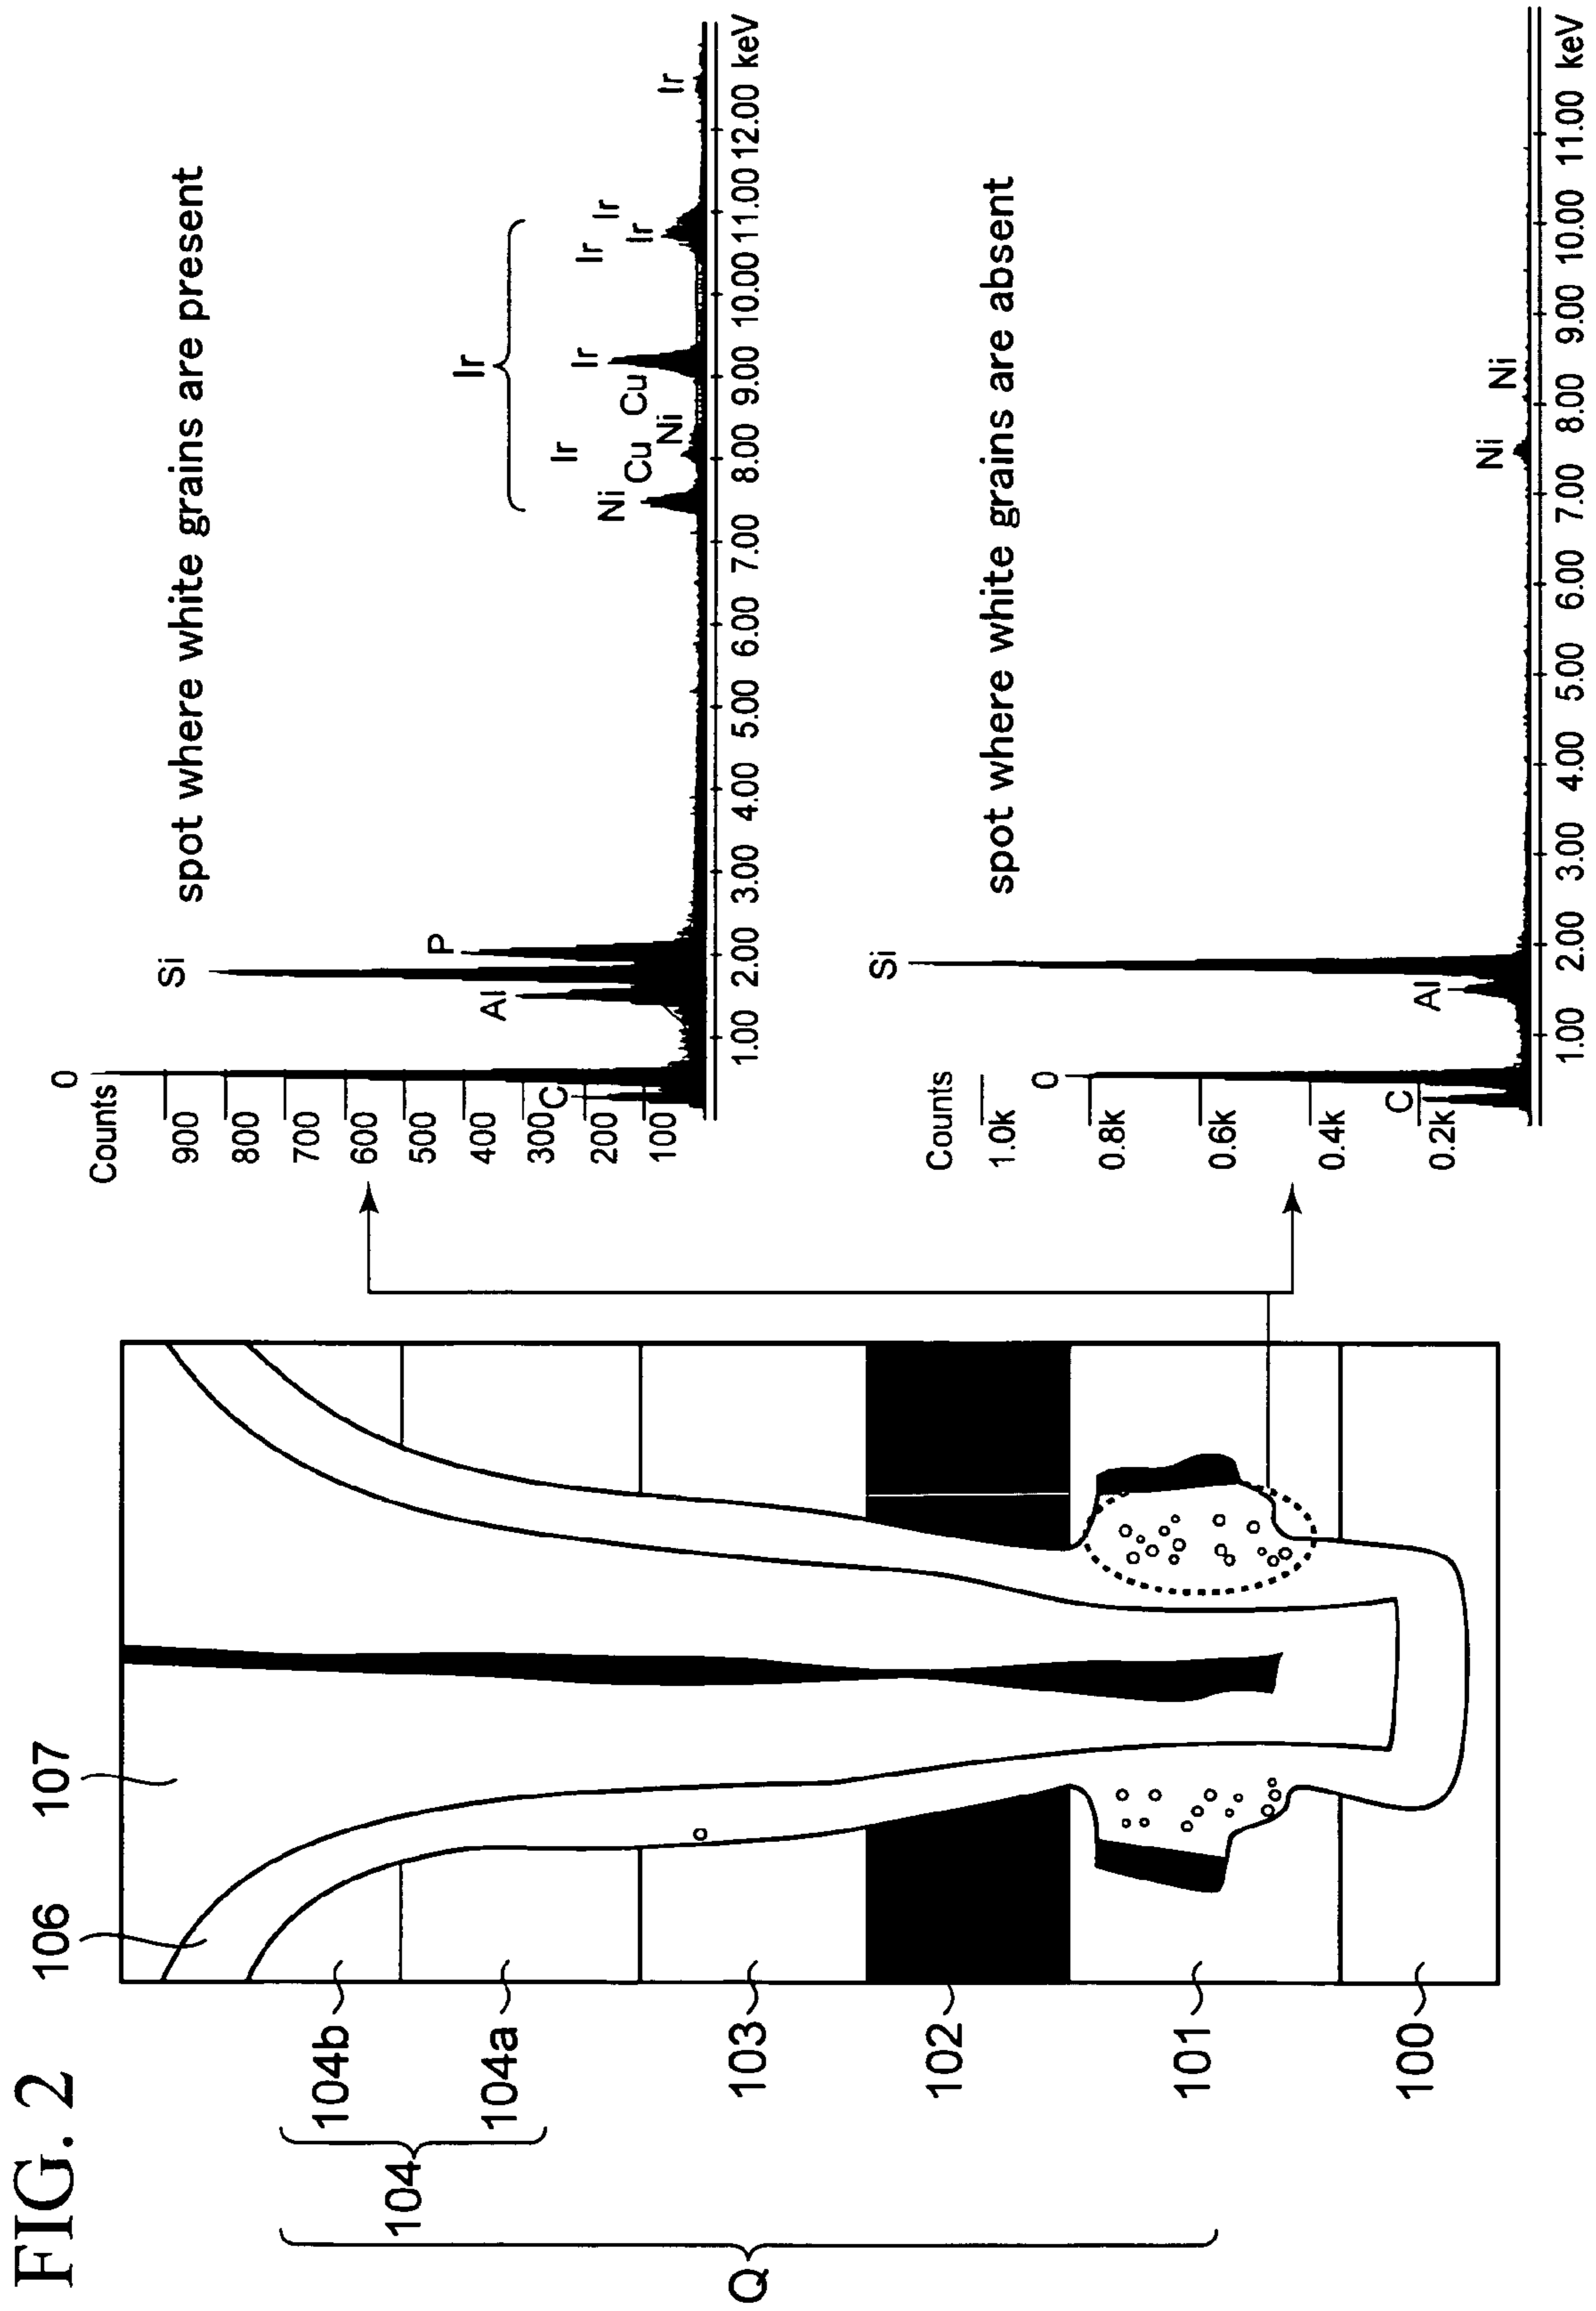 FIG. 2
106
107
104b
104a
104
103
102
101
100
Q
spot where white grains are present
Counts
900
800
700
600
500
400
300
200
100
O
C
Al
Si
P
Ir
Ni
Ir
Cu
Ni
Cu
Ir
Ir
Ir
Ir
Ir
1.00 2.00 3.00 4.00 5.00 6.00 7.00 8.00 9.00 10.00 11.00 12.00 keV
spot where white grains are absent
Counts
1.0k
0.8k
0.6k
0.4k
0.2k
O
C
Al
Si
Ni
Ni
1.00 2.00 3.00 4.00 5.00 6.00 7.00 8.00 9.00 10.00 11.00 keV